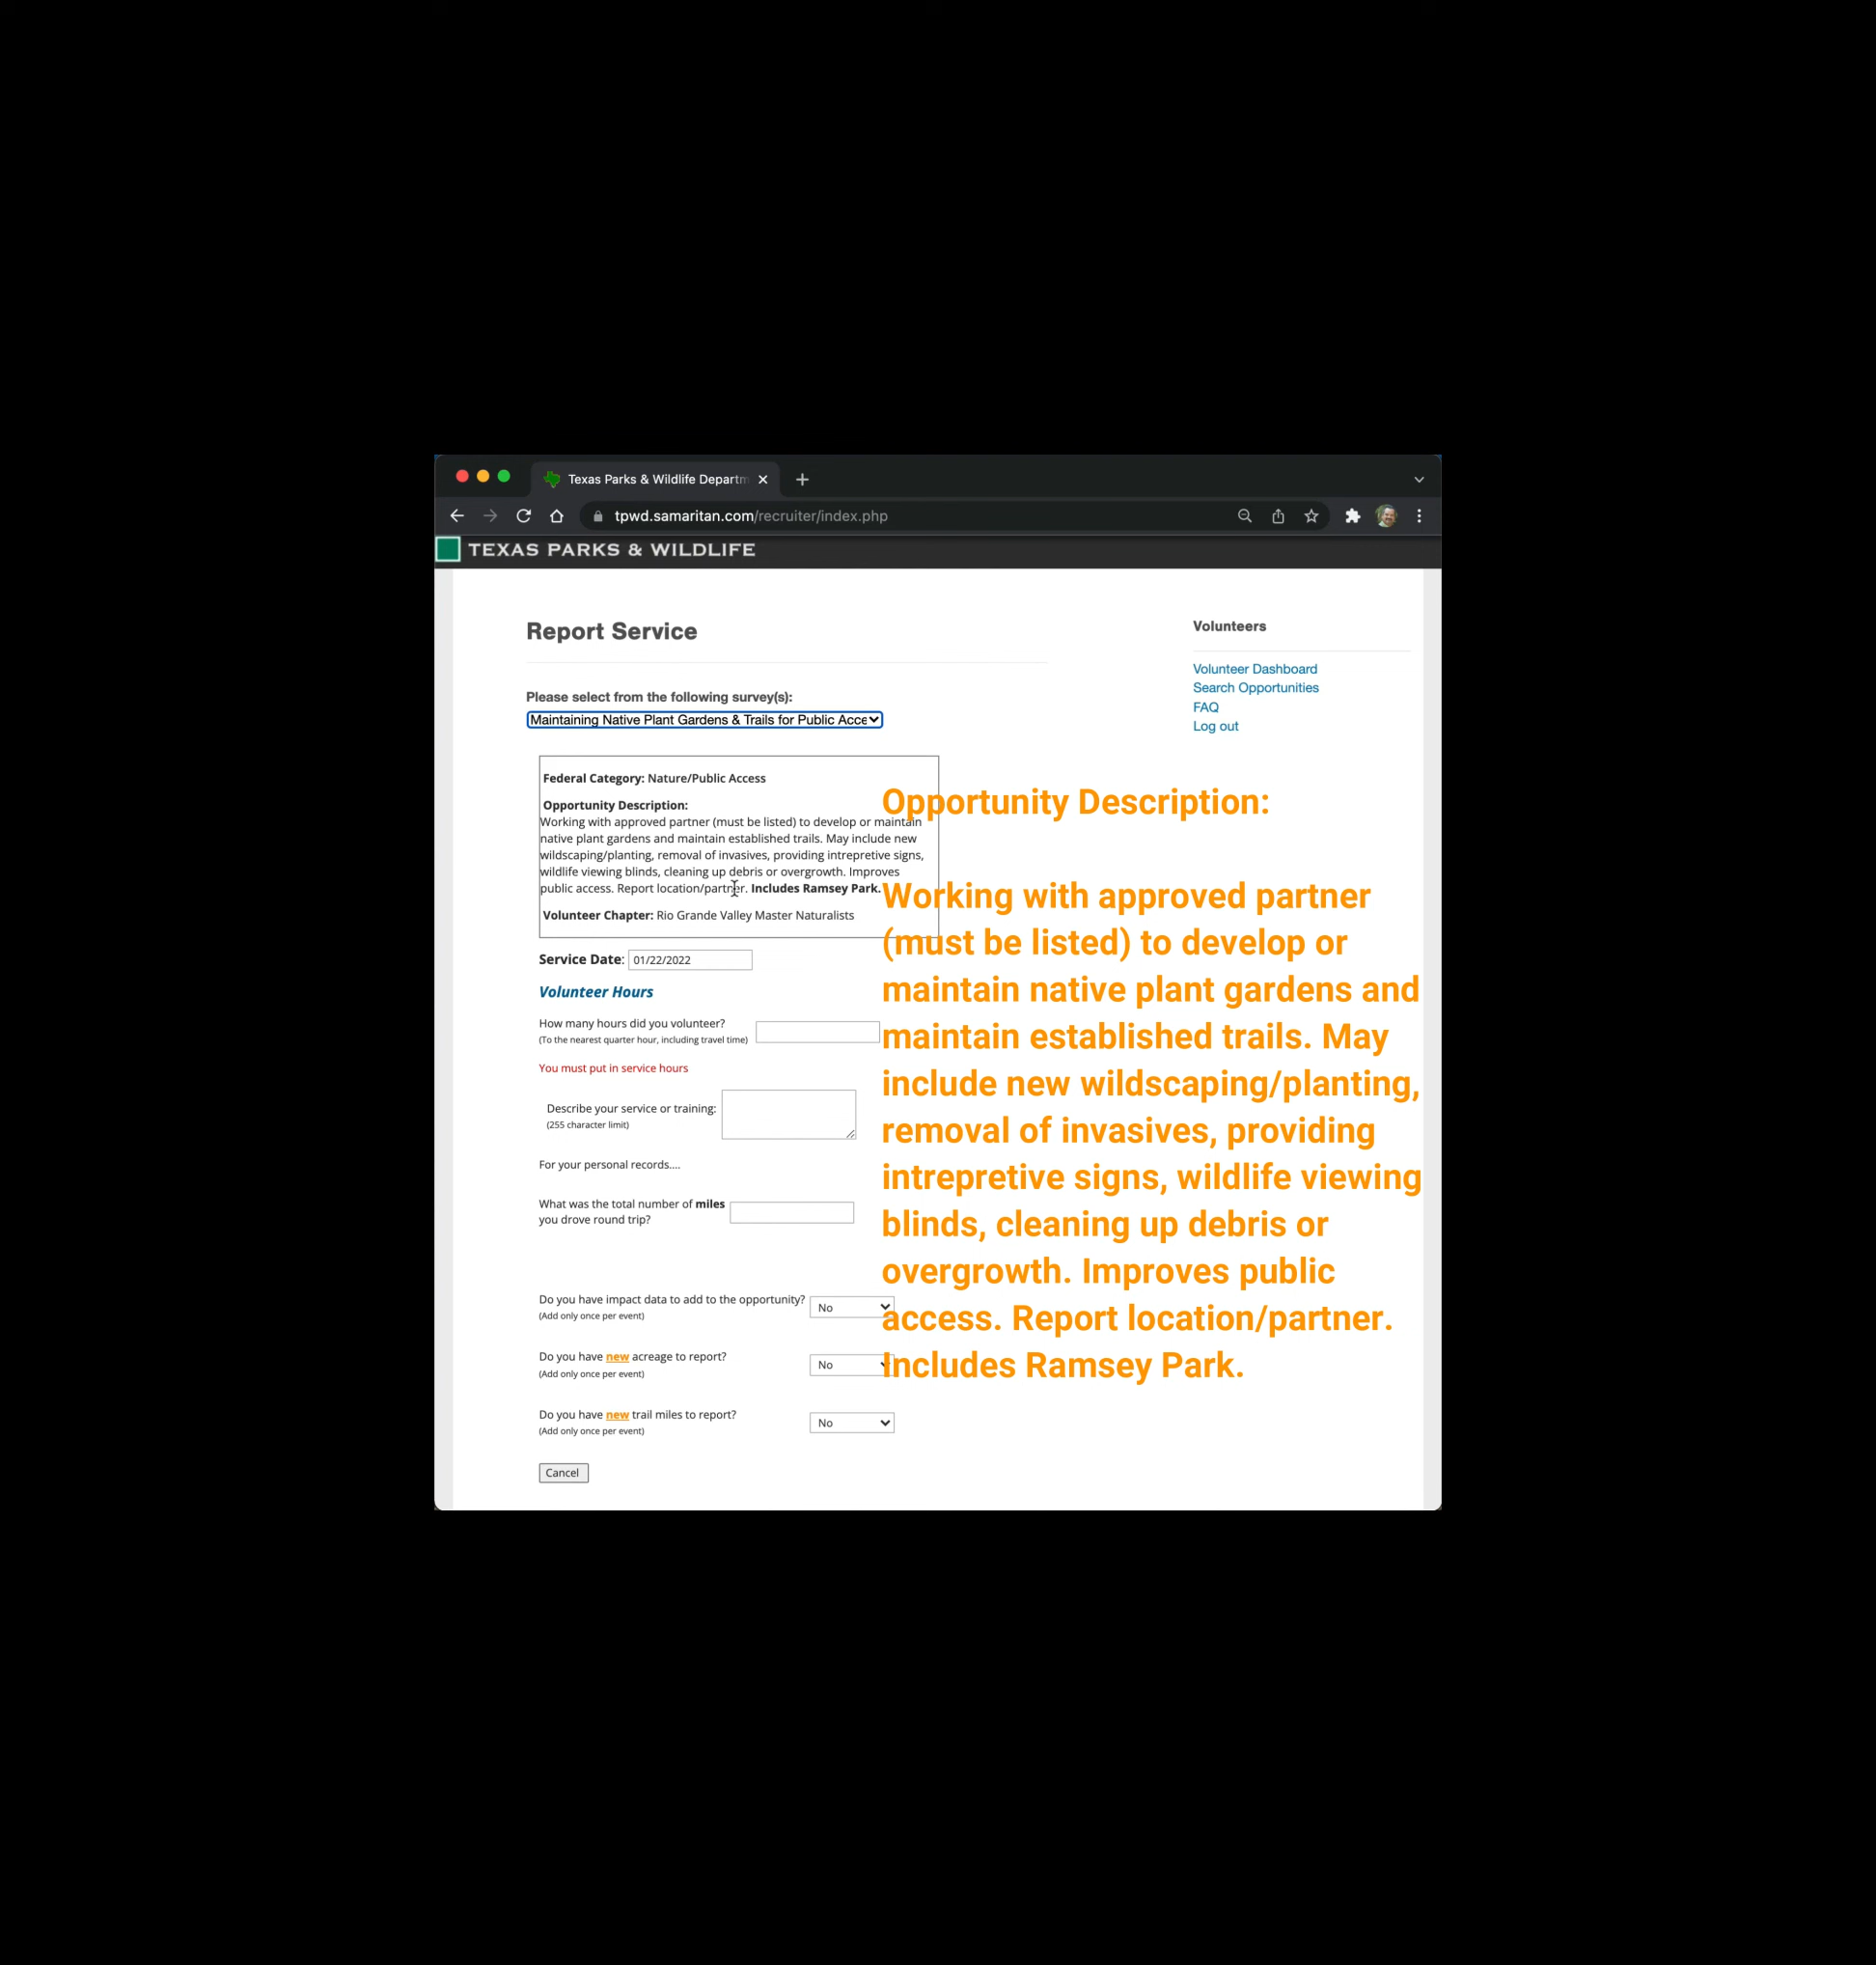 Texas Parks & Wildlife Departm
tpwd.samaritan.com/recruiter/index.php
TEXAS PARKS & WILDLIFE
Report Service
Please select from the following survey(s):
Maintaining Native Plant Gardens & Trails for Public Acce
Federal Category: Nature/Public Access
Opportunity Description:
Working with approved partner (must be listed) to develop or maintain
native plant gardens and maintain established trails. May include new
wildscaping/planting, removal of invasives, providing intrepretive signs,
wildlife viewing blinds, cleaning up debris or overgrowth. Improves
public access. Report location/partner. Includes Ramsey Park.
Volunteer Chapter: Rio Grande Valley Master Naturalists
Service Date: 01/22/2022
Volunteer Hours
How many hours did you volunteer?
(To the nearest quarter hour, including travel time)
You must put in service hours
Describe your service or training:
(255 character limit)
For your personal records....
What was the total number of miles
you drove round trip?
Do you have impact data to add to the opportunity? No
(Add only once per event)
Do you have new acreage to report? No
(Add only once per event)
Do you have new trail miles to report? No
(Add only once per event)
Cancel
Volunteers
Volunteer Dashboard
Search Opportunities
FAQ
Log out
Opportunity Description:
Working with approved partner
(must be listed) to develop or
maintain native plant gardens and
maintain established trails. May
include new wildscaping/planting,
removal of invasives, providing
intrepretive signs, wildlife viewing
blinds, cleaning up debris or
overgrowth. Improves public
access. Report location/partner.
Includes Ramsey Park.